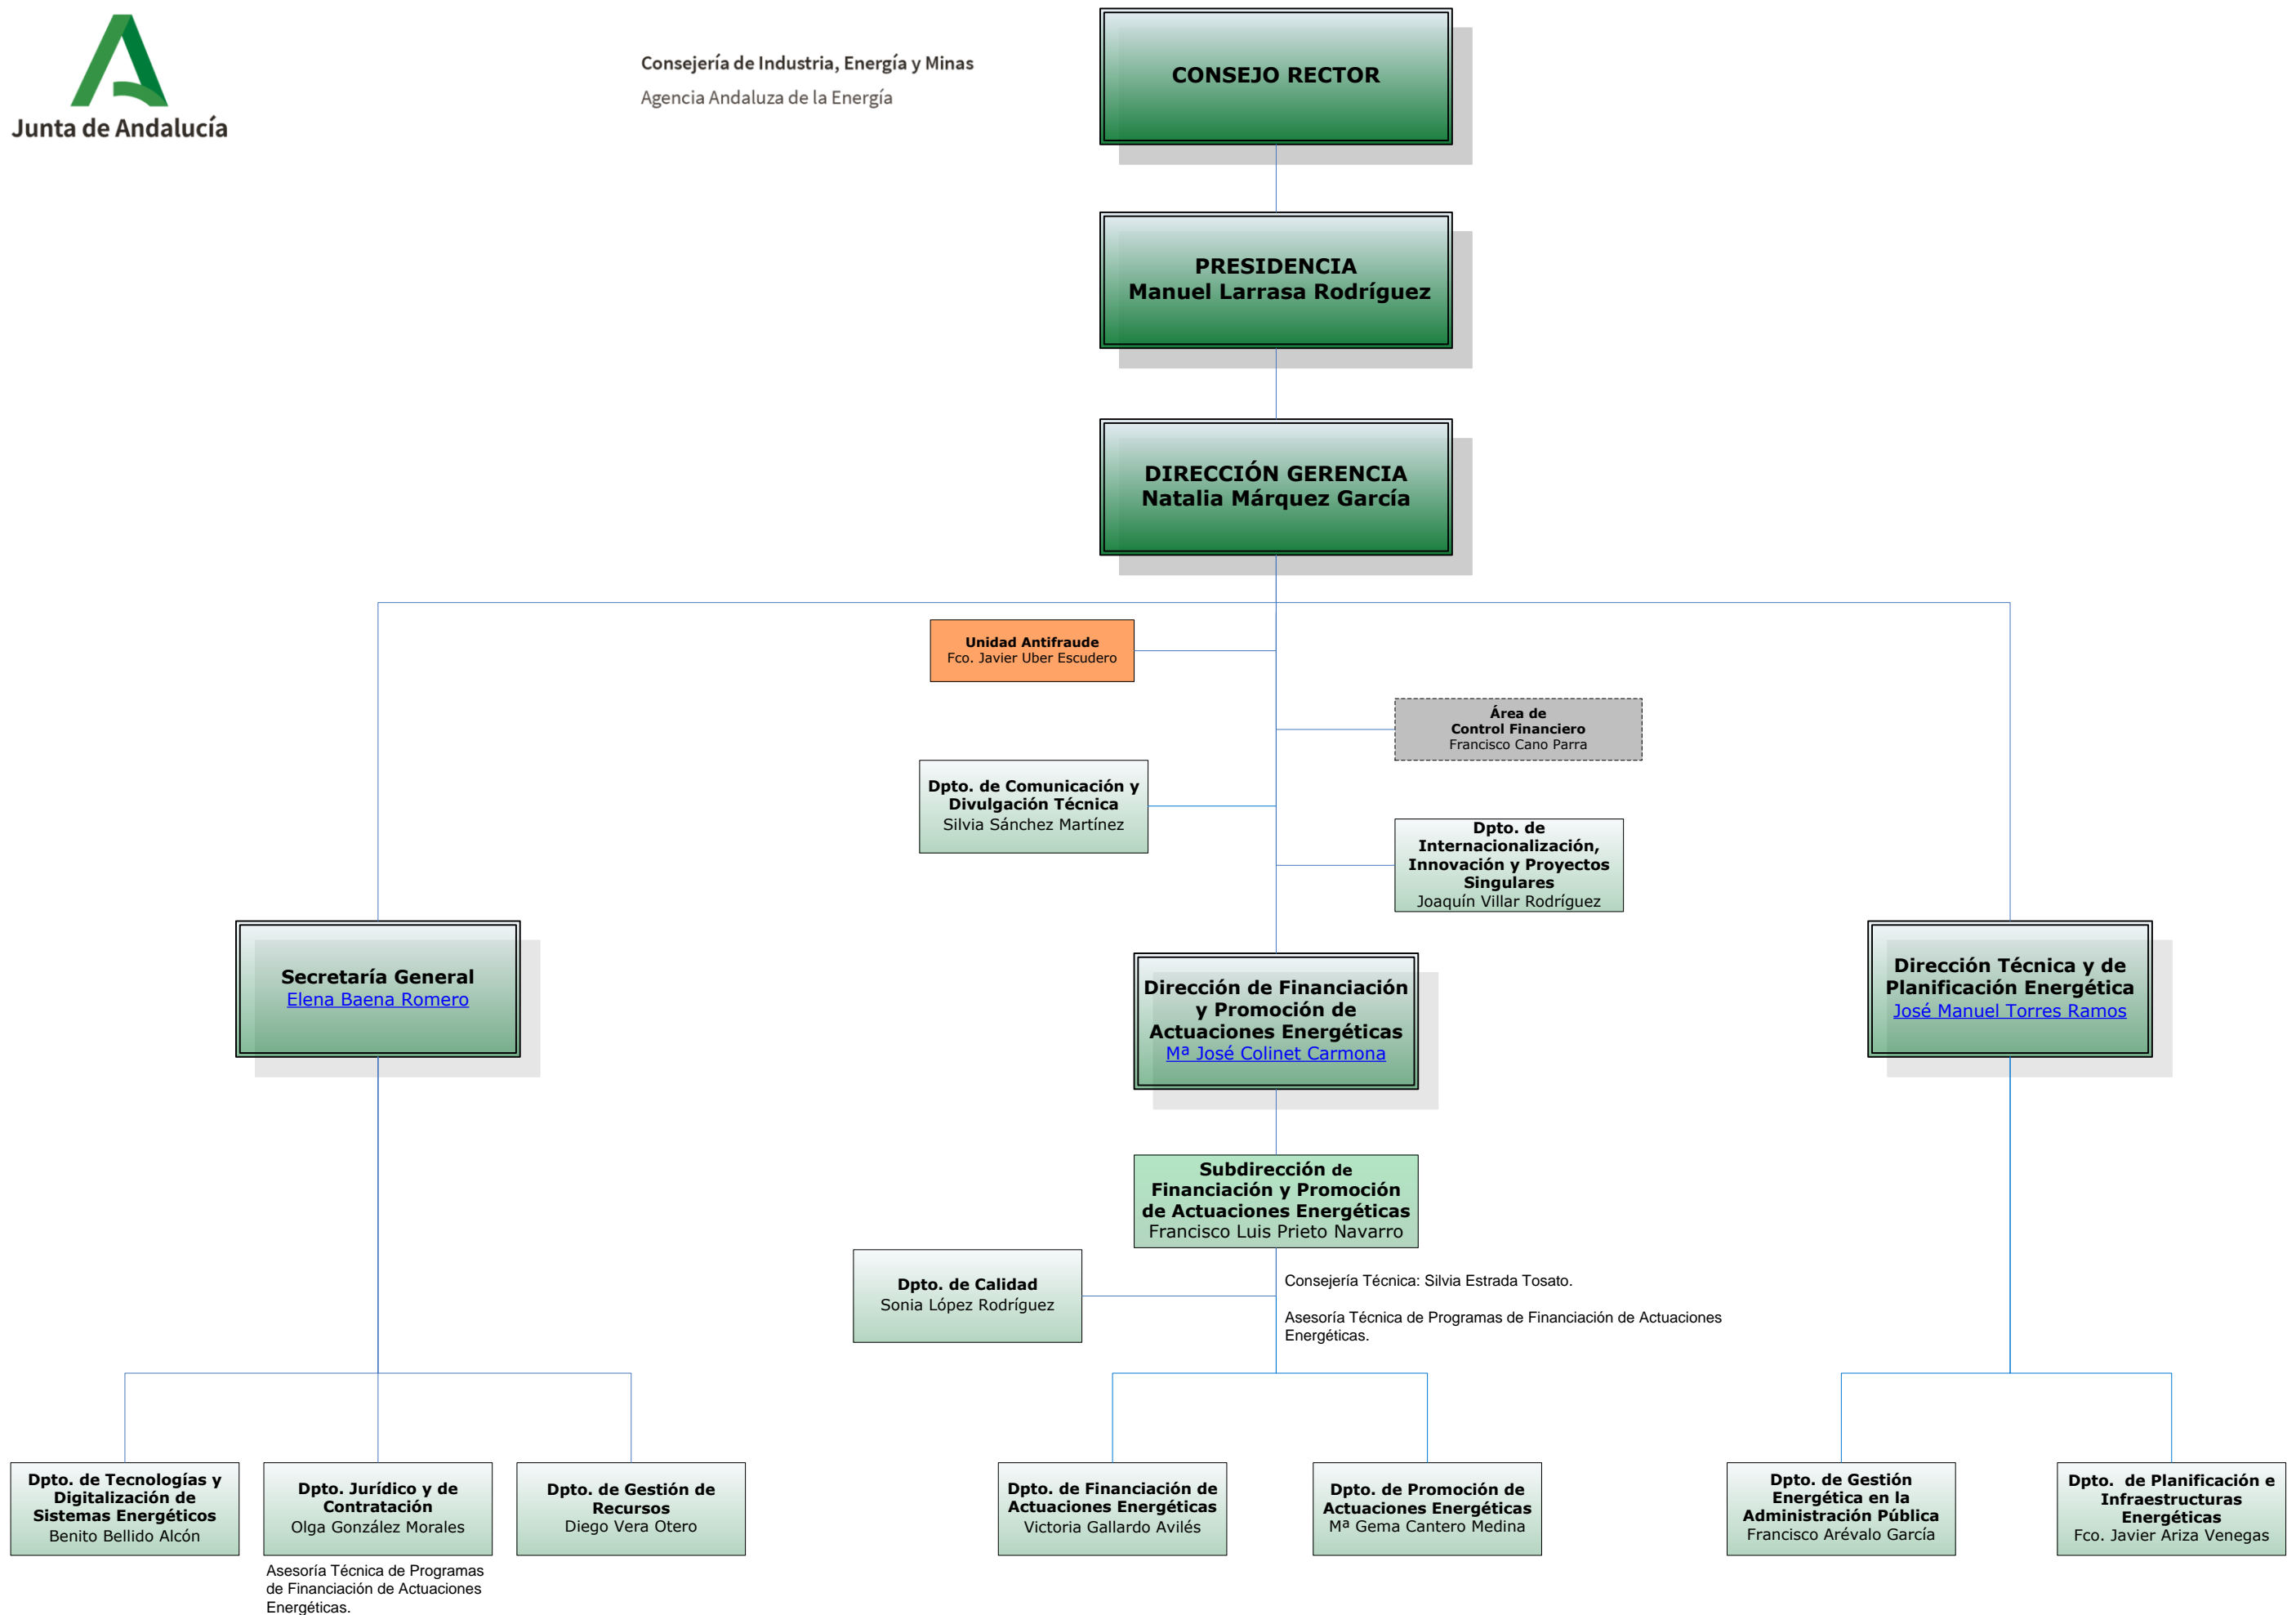 Junta de Andalucía
Consejería de Industria, Energía y Minas
Agencia Andaluza de la Energía
CONSEJO RECTOR
PRESIDENCIA
Manuel Larrasa Rodríguez
DIRECCIÓN GERENCIA
Natalia Márquez García
Unidad Antifraude
Fco. Javier Uber Escudero
Área de
Control Financiero
Francisco Cano Parra
Dpto. de Comunicación y
Divulgación Técnica
Silvia Sánchez Martínez
Dpto. de
Internacionalización,
Innovación y Proyectos
Singulares
Joaquín Villar Rodríguez
Secretaría General
Elena Baena Romero
Dirección de Financiación
y Promoción de
Actuaciones Energéticas
Mª José Colinet Carmona
Dirección Técnica y de
Planificación Energética
José Manuel Torres Ramos
Subdirección de
Financiación y Promoción
de Actuaciones Energéticas
Francisco Luis Prieto Navarro
Dpto. de Calidad
Sonia López Rodríguez
Consejería Técnica: Silvia Estrada Tosato.
Asesoría Técnica de Programas de Financiación de Actuaciones
Energéticas.
Dpto. de Tecnologías y
Digitalización de
Sistemas Energéticos
Benito Bellido Alcón
Dpto. Jurídico y de
Contratación
Olga González Morales
Asesoría Técnica de Programas
de Financiación de Actuaciones
Energéticas.
Dpto. de Gestión de
Recursos
Diego Vera Otero
Dpto. de Financiación de
Actuaciones Energéticas
Victoria Gallardo Avilés
Dpto. de Promoción de
Actuaciones Energéticas
Mª Gema Cantero Medina
Dpto. de Gestión
Energética en la
Administración Pública
Francisco Arévalo García
Dpto. de Planificación e
Infraestructuras
Energéticas
Fco. Javier Ariza Venegas